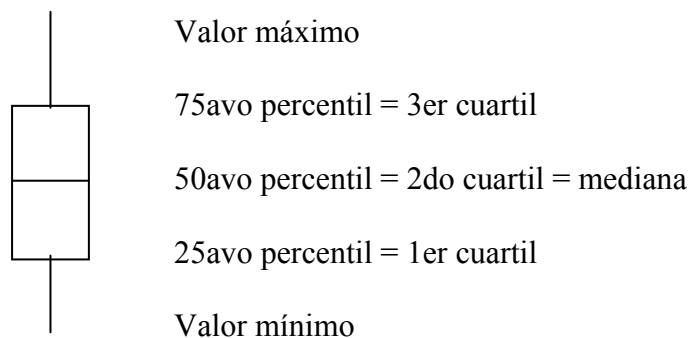 Valor máximo
75avo percentil = 3er cuartil
50avo percentil = 2do cuartil = mediana
25avo percentil = 1er cuartil
Valor mínimo